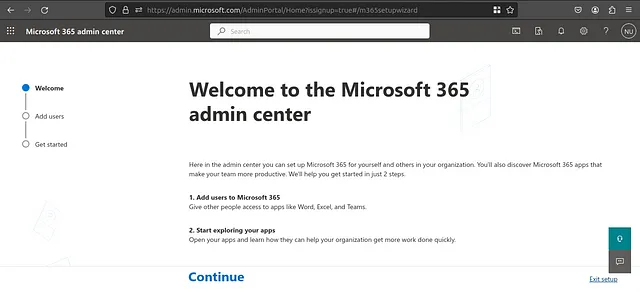 https://admin.microsoft.com/AdminPortal/Home?issignup=true#/m365setupwizard
Microsoft 365 admin center
Search
NU
Welcome
Add users
Get started
Welcome to the Microsoft 365
admin center
Here in the admin center you can set up Microsoft 365 for yourself and others in your organization. You'll also discover Microsoft 365 apps that
make your team more productive. We'll help you get started in just 2 steps.
1. Add users to Microsoft 365
Give other people access to apps like Word, Excel, and Teams.
2. Start exploring your apps
Open your apps and learn how they can help your organization get more work done quickly.
Continue
Exit setup